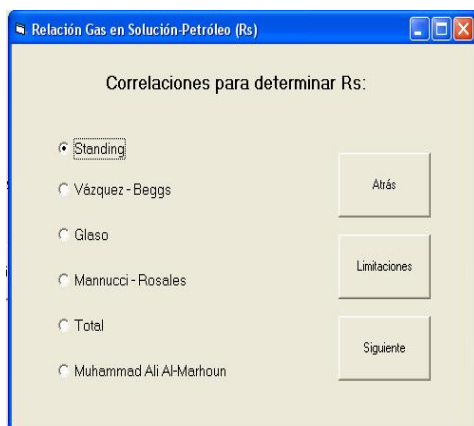 Relación Gas en Solución-Petróleo (Rs)
Correlaciones para determinar Rs:
Standing
Vázquez - Beggs
Glaso
Mannucci - Rosales
Total
Muhammad Ali Al-Marhoun
Atrás
Limitaciones
Siguiente